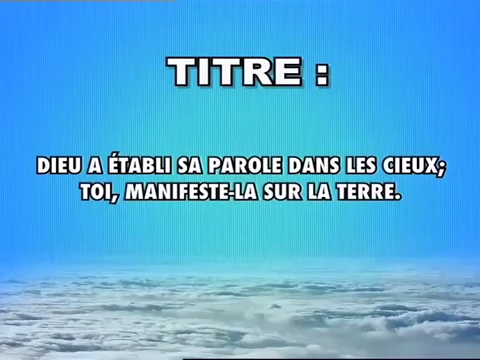 TITRE :
DIEU A ÉTABLI SA PAROLE DANS LES CIEUX;
TOI, MANIFESTE-LA SUR LA TERRE.